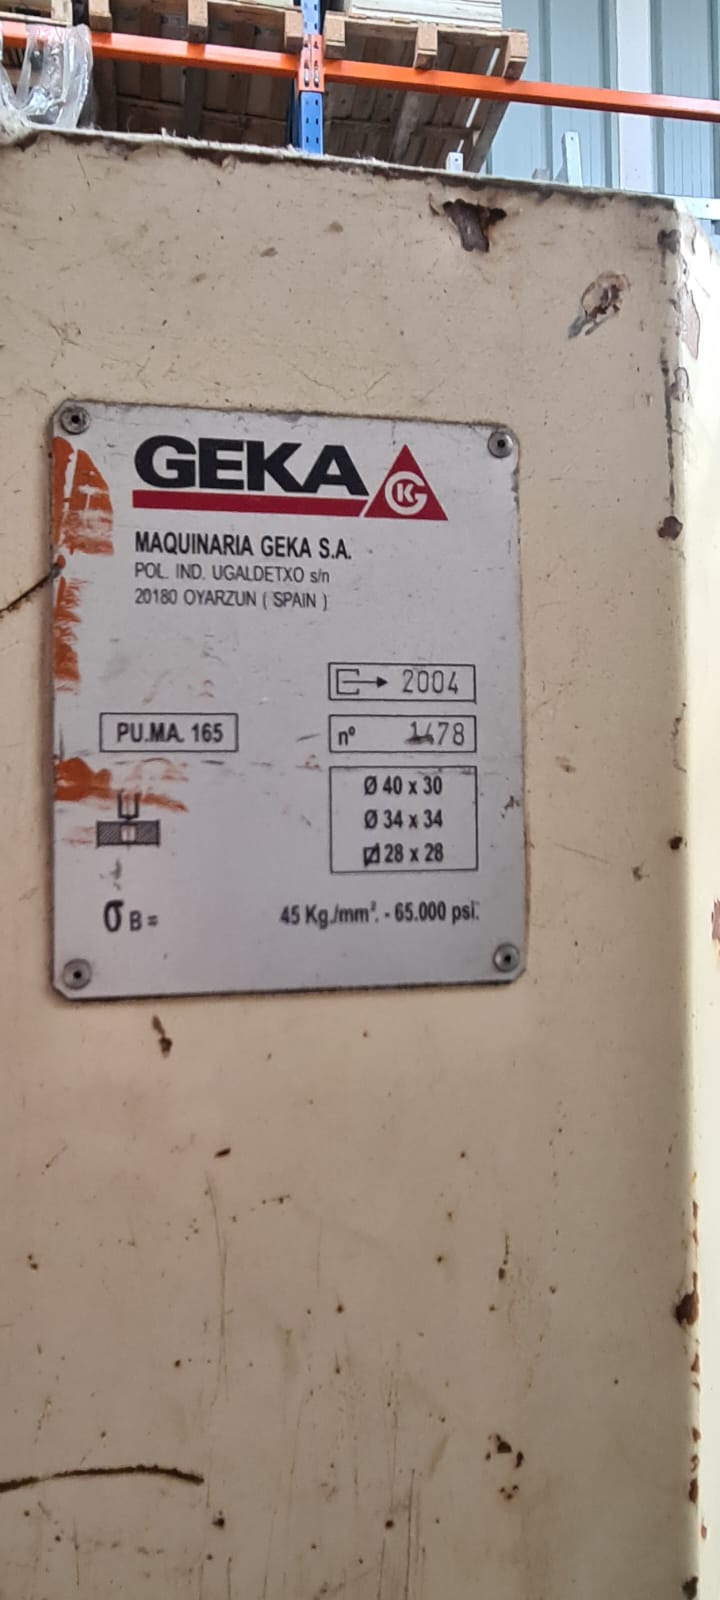 GEKA
KG
MAQUINARIA GEKA S.A.
POL. IND. UGALDETXO s/n
20180 OYARZUN ( SPAIN )
2004
PU.MA. 165
nº 1478
Ø 40 x 30
Ø 34 x 34
28 x 28
σ B =
45 Kg./mm². - 65.000 psi.